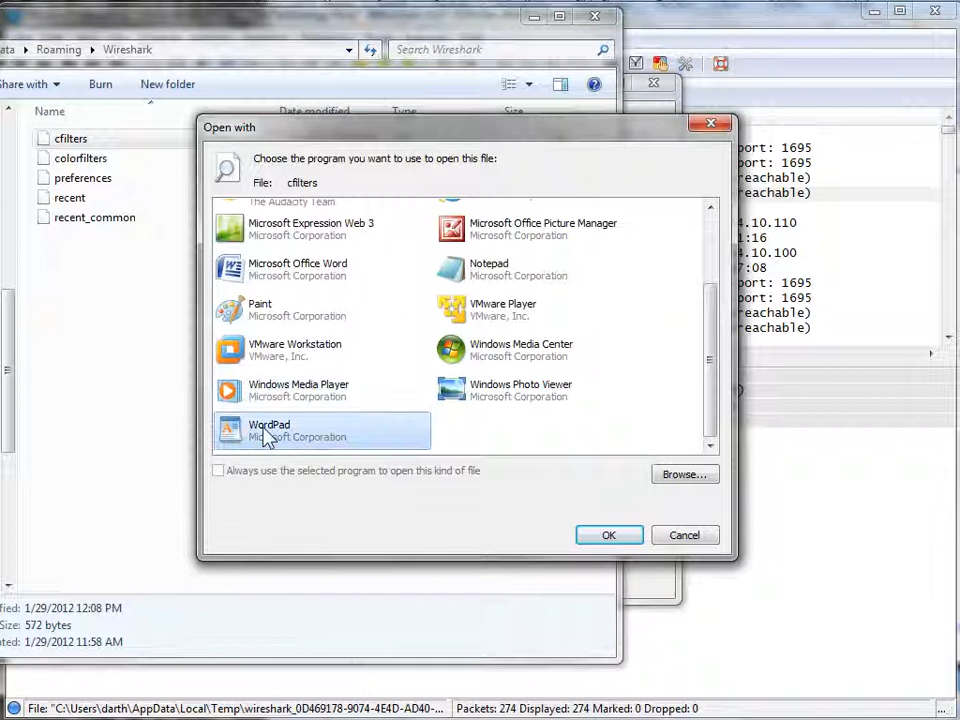 ata ▸ Roaming ▸ Wireshark
Search Wireshark
Share with
Burn
New folder
Name
Date modified
Type
Size
cfilters
colorfilters
preferences
recent
recent_common
Open with
Choose the program you want to use to open this file:
File: cfilters
The Audacity Team
Microsoft Expression Web 3
Microsoft Corporation
Microsoft Office Picture Manager
Microsoft Corporation
Microsoft Office Word
Microsoft Corporation
Notepad
Microsoft Corporation
Paint
Microsoft Corporation
VMware Player
VMware, Inc.
VMware Workstation
VMware, Inc.
Windows Media Center
Microsoft Corporation
Windows Media Player
Microsoft Corporation
Windows Photo Viewer
Microsoft Corporation
WordPad
Microsoft Corporation
Always use the selected program to open this kind of file
Browse...
OK
Cancel
port: 1695
port: 1695
reachable)
reachable)
4.10.110
1:16
4.10.100
7:08
port: 1695
port: 1695
reachable)
reachable)
fied: 1/29/2012 12:08 PM
Size: 572 bytes
ated: 1/29/2012 11:58 AM
File: "C:\Users\darth\AppData\Local\Temp\wireshark_0D469178-9074-4E4D-AD40-...
Packets: 274 Displayed: 274 Marked: 0 Dropped: 0
...